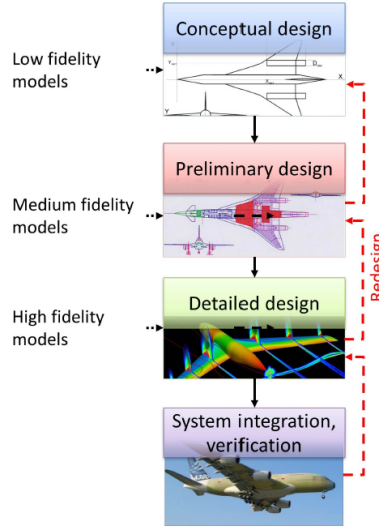 Conceptual design
Low fidelity
models
Y
X
Preliminary design
Medium fidelity
models
Redesign
Detailed design
High fidelity
models
System integration,
verification